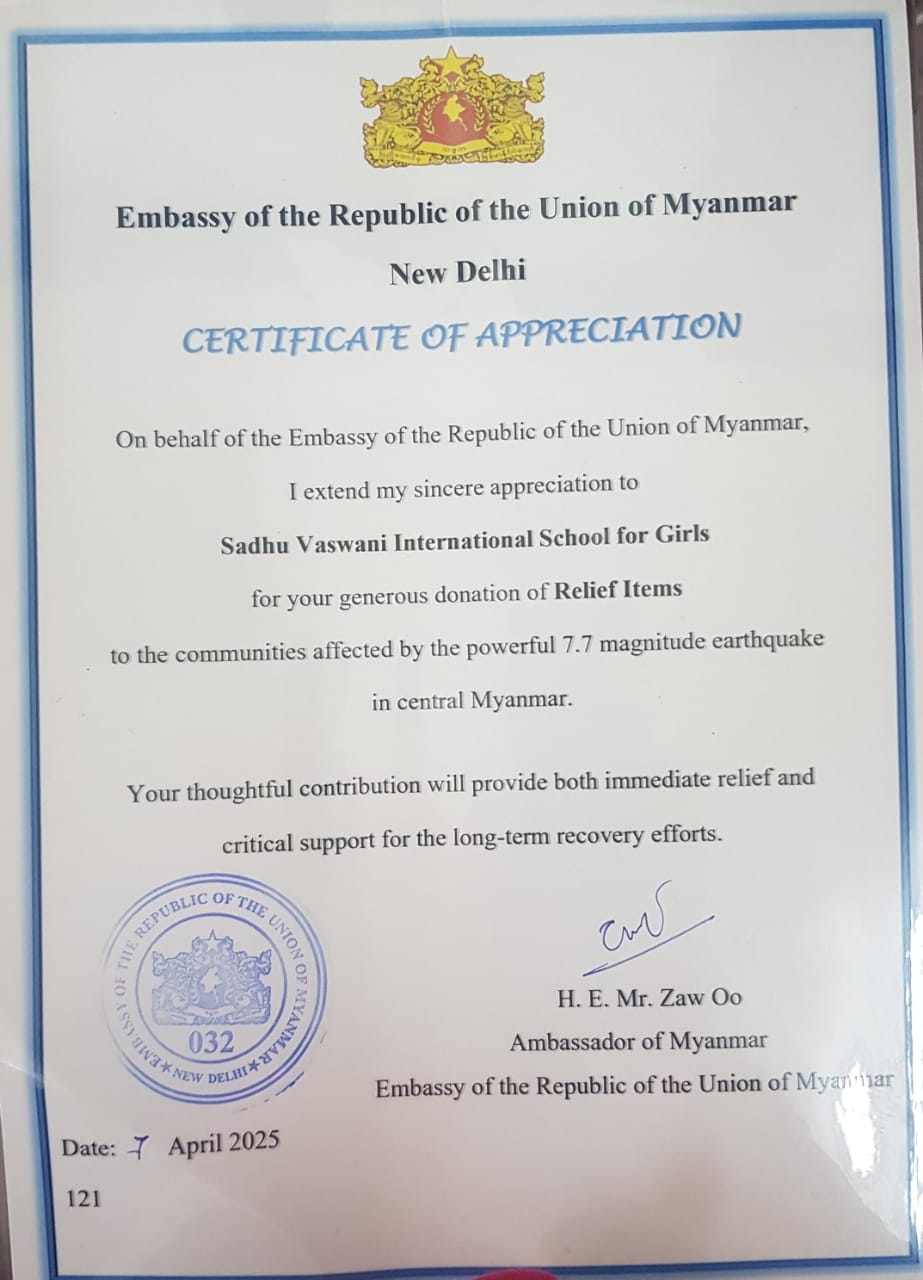 Embassy of the Republic of the Union of Myanmar
New Delhi
CERTIFICATE OF APPRECIATION
On behalf of the Embassy of the Republic of the Union of Myanmar,
I extend my sincere appreciation to
Sadhu Vaswani International School for Girls
for your generous donation of Relief Items
to the communities affected by the powerful 7.7 magnitude earthquake
in central Myanmar.
Your thoughtful contribution will provide both immediate relief and
critical support for the long-term recovery efforts.
EMBASSY OF THE REPUBLIC OF THE UNION OF MYANMAR
032
NEW DELHI
H. E. Mr. Zaw Oo
Ambassador of Myanmar
Embassy of the Republic of the Union of Myanmar
Date: 7 April 2025
121